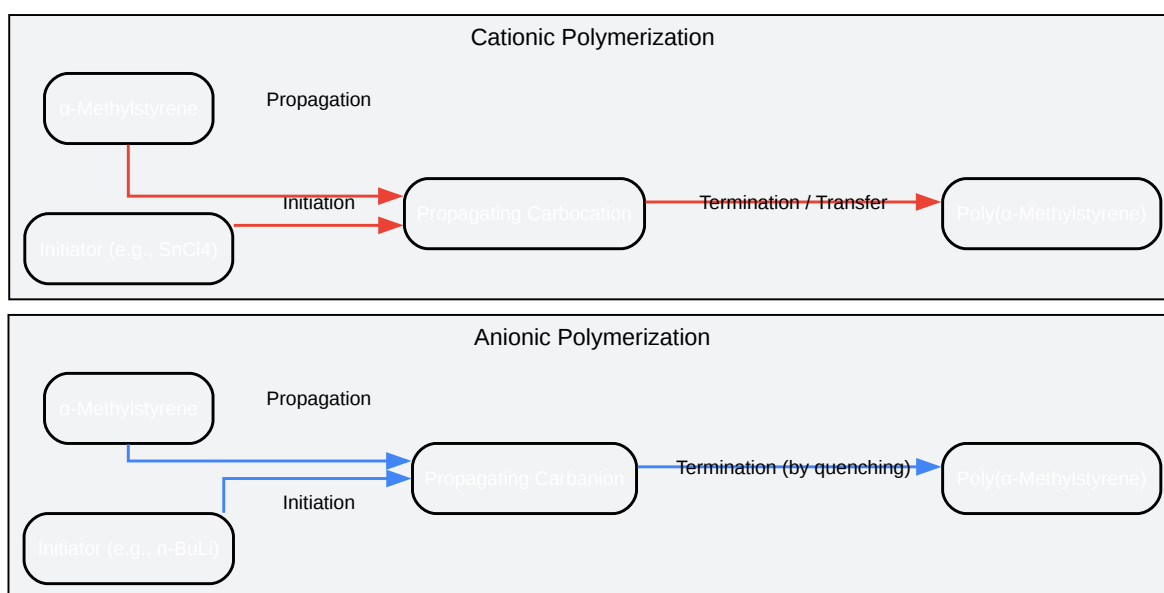 Cationic Polymerization
α-Methylstyrene
Propagation
Initiation
Propagating Carbocation
Termination / Transfer
Poly(α-Methylstyrene)
Initiator (e.g., SnCl4)
Anionic Polymerization
α-Methylstyrene
Propagation
Propagating Carbanion
Termination (by quenching)
Poly(α-Methylstyrene)
Initiation
Initiator (e.g., n-BuLi)